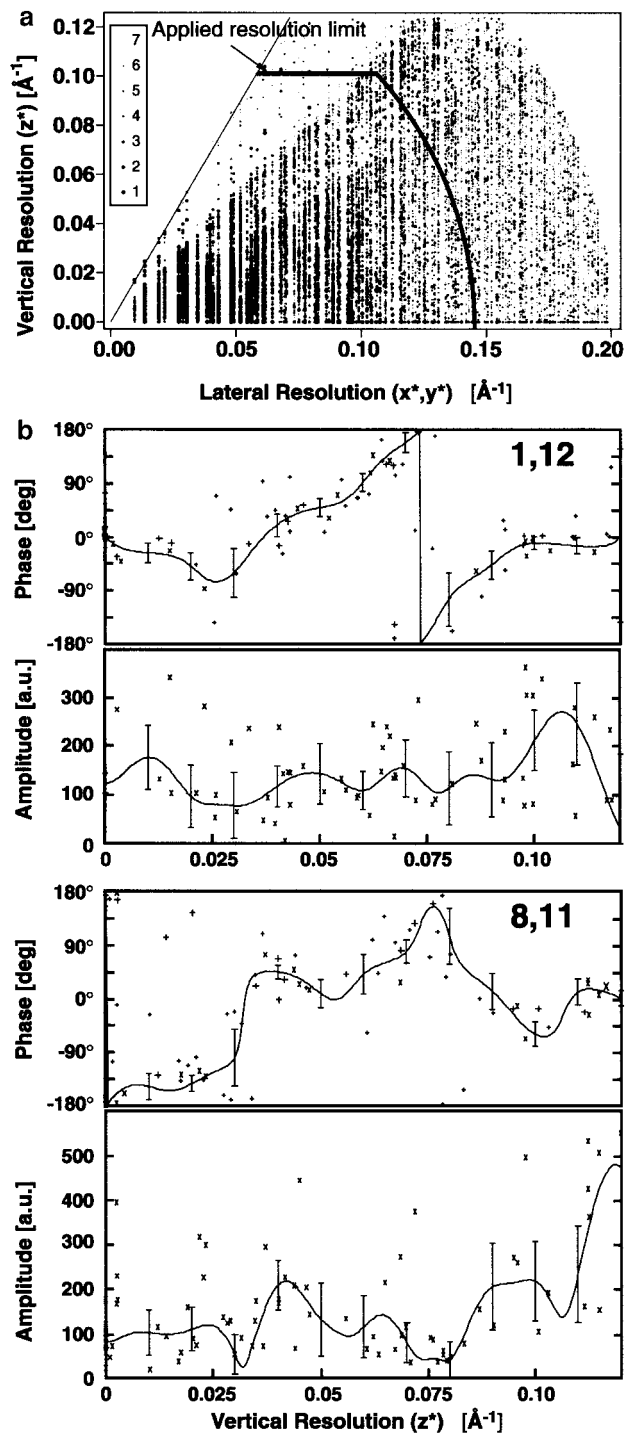 a
Applied resolution limit
Vertical Resolution (z*) [Å-1]
0.12
0.10
0.08
0.06
0.04
0.02
0.00
7
6
5
4
3
2
1
0.00 0.05 0.10 0.15 0.20
Lateral Resolution (x*,y*) [Å-1]
b
1,12
Phase [deg]
180°
90°
0°
-90°
-180°
Amplitude [a.u.]
300
200
100
0
0 0.025 0.05 0.075 0.10
8,11
Phase [deg]
180°
90°
0°
-90°
-180°
Amplitude [a.u.]
500
400
300
200
100
0
0 0.025 0.05 0.075 0.10
Vertical Resolution (z*) [Å-1]